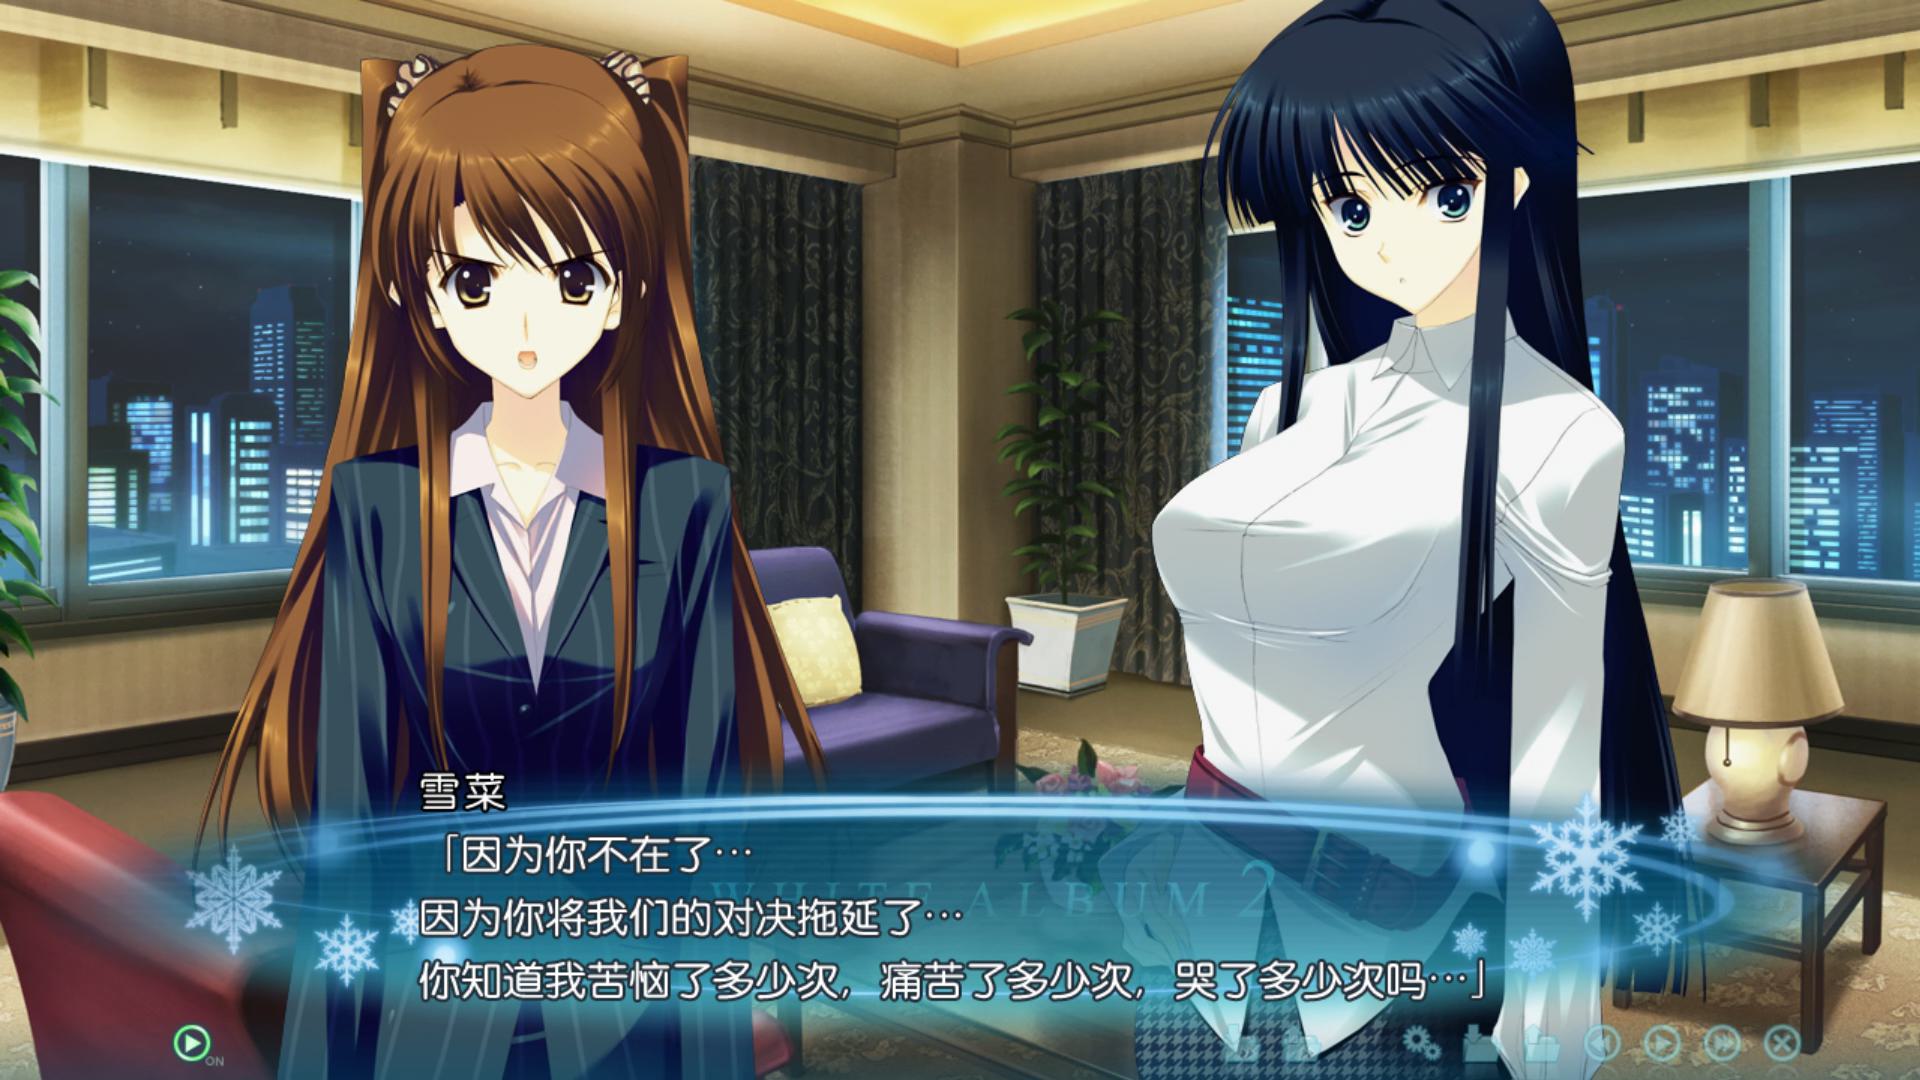 雪菜
「因为你不在了…
因为你将我们的对决拖延了…
你知道我苦恼了多少次，痛苦了多少次，哭了多少次吗…」
WHITE ALBUM 2
ON